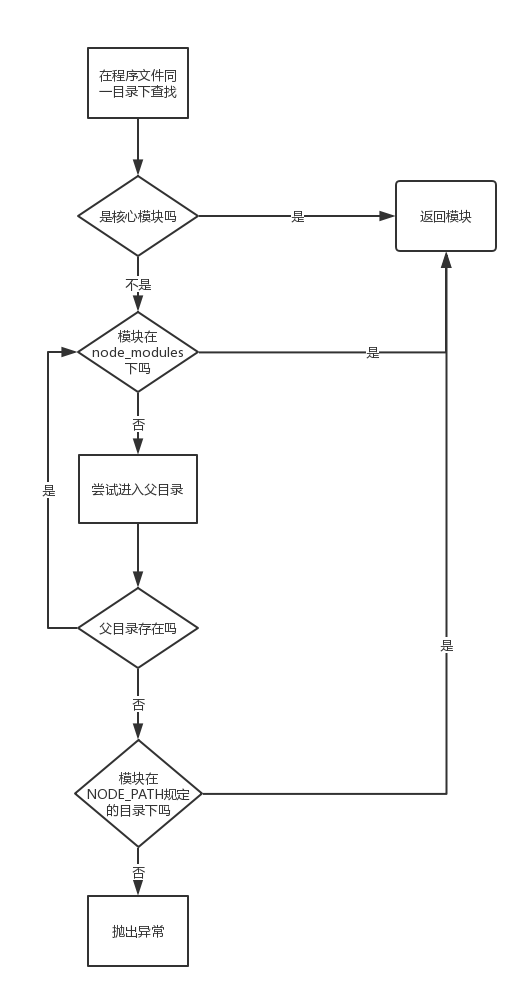 在程序文件同
一目录下查找
是核心模块吗
是
返回模块
不是
模块在
node_modules
下吗
是
否
尝试进入父目录
是
父目录存在吗
是
否
模块在
NODE_PATH规定
的目录下吗
否
抛出异常